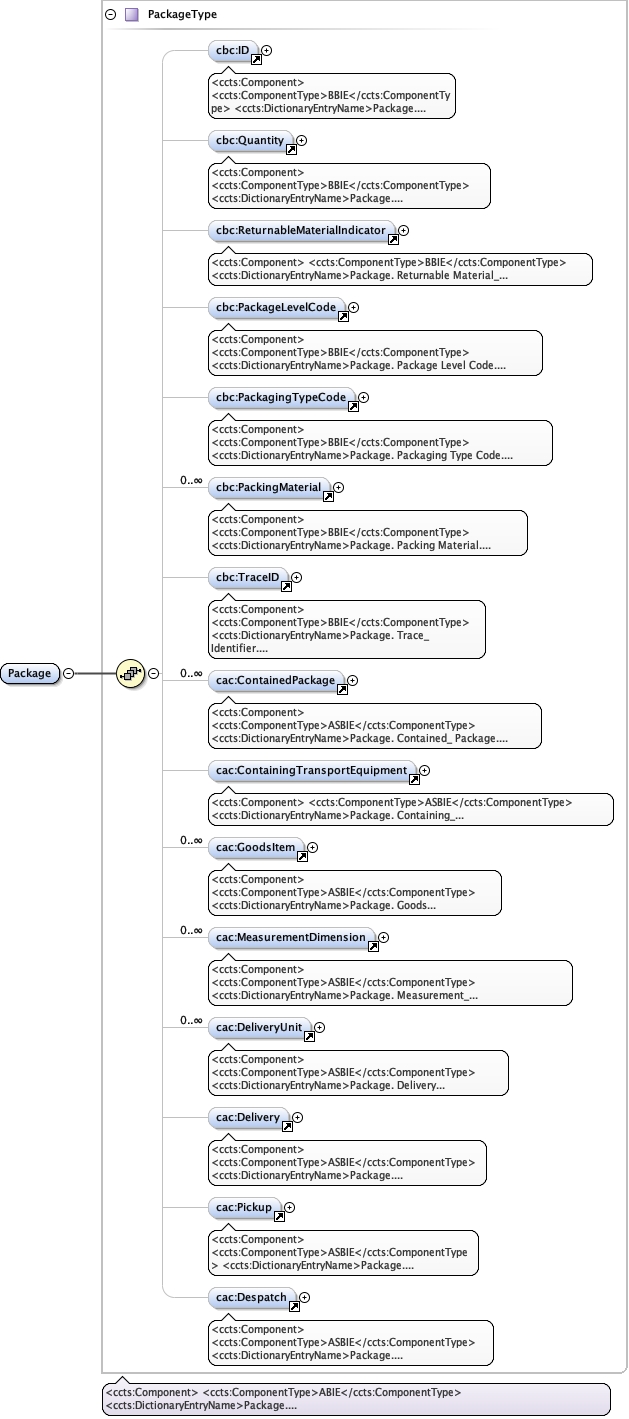 PackageType
cbc:ID
<ccts:Component>
<ccts:ComponentType>BBIE</ccts:ComponentTy
pe> <ccts:DictionaryEntryName>Package....
cbc:Quantity
<ccts:Component>
<ccts:ComponentType>BBIE</ccts:ComponentType>
<ccts:DictionaryEntryName>Package....
cbc:ReturnableMaterialIndicator
<ccts:Component> <ccts:ComponentType>BBIE</ccts:ComponentType>
<ccts:DictionaryEntryName>Package. Returnable Material_...
cbc:PackageLevelCode
<ccts:Component>
<ccts:ComponentType>BBIE</ccts:ComponentType>
<ccts:DictionaryEntryName>Package. Package Level Code....
cbc:PackagingTypeCode
<ccts:Component>
<ccts:ComponentType>BBIE</ccts:ComponentType>
<ccts:DictionaryEntryName>Package. Packaging Type Code....
0..∞ cbc:PackingMaterial
<ccts:Component>
<ccts:ComponentType>BBIE</ccts:ComponentType>
<ccts:DictionaryEntryName>Package. Packing Material....
cbc:TraceID
<ccts:Component>
<ccts:ComponentType>BBIE</ccts:ComponentType>
<ccts:DictionaryEntryName>Package. Trace_
Identifier....
Package
0..∞ cac:ContainedPackage
<ccts:Component>
<ccts:ComponentType>ASBIE</ccts:ComponentType>
<ccts:DictionaryEntryName>Package. Contained_ Package....
cac:ContainingTransportEquipment
<ccts:Component> <ccts:ComponentType>ASBIE</ccts:ComponentType>
<ccts:DictionaryEntryName>Package. Containing_...
0..∞ cac:GoodsItem
<ccts:Component>
<ccts:ComponentType>ASBIE</ccts:ComponentType>
<ccts:DictionaryEntryName>Package. Goods...
0..∞ cac:MeasurementDimension
<ccts:Component>
<ccts:ComponentType>ASBIE</ccts:ComponentType>
<ccts:DictionaryEntryName>Package. Measurement_...
0..∞ cac:DeliveryUnit
<ccts:Component>
<ccts:ComponentType>ASBIE</ccts:ComponentType>
<ccts:DictionaryEntryName>Package. Delivery...
cac:Delivery
<ccts:Component>
<ccts:ComponentType>ASBIE</ccts:ComponentType>
<ccts:DictionaryEntryName>Package....
cac:Pickup
<ccts:Component>
<ccts:ComponentType>ASBIE</ccts:ComponentType
> <ccts:DictionaryEntryName>Package....
cac:Despatch
<ccts:Component>
<ccts:ComponentType>ASBIE</ccts:ComponentType>
<ccts:DictionaryEntryName>Package....
<ccts:Component> <ccts:ComponentType>ABIE</ccts:ComponentType>
<ccts:DictionaryEntryName>Package....